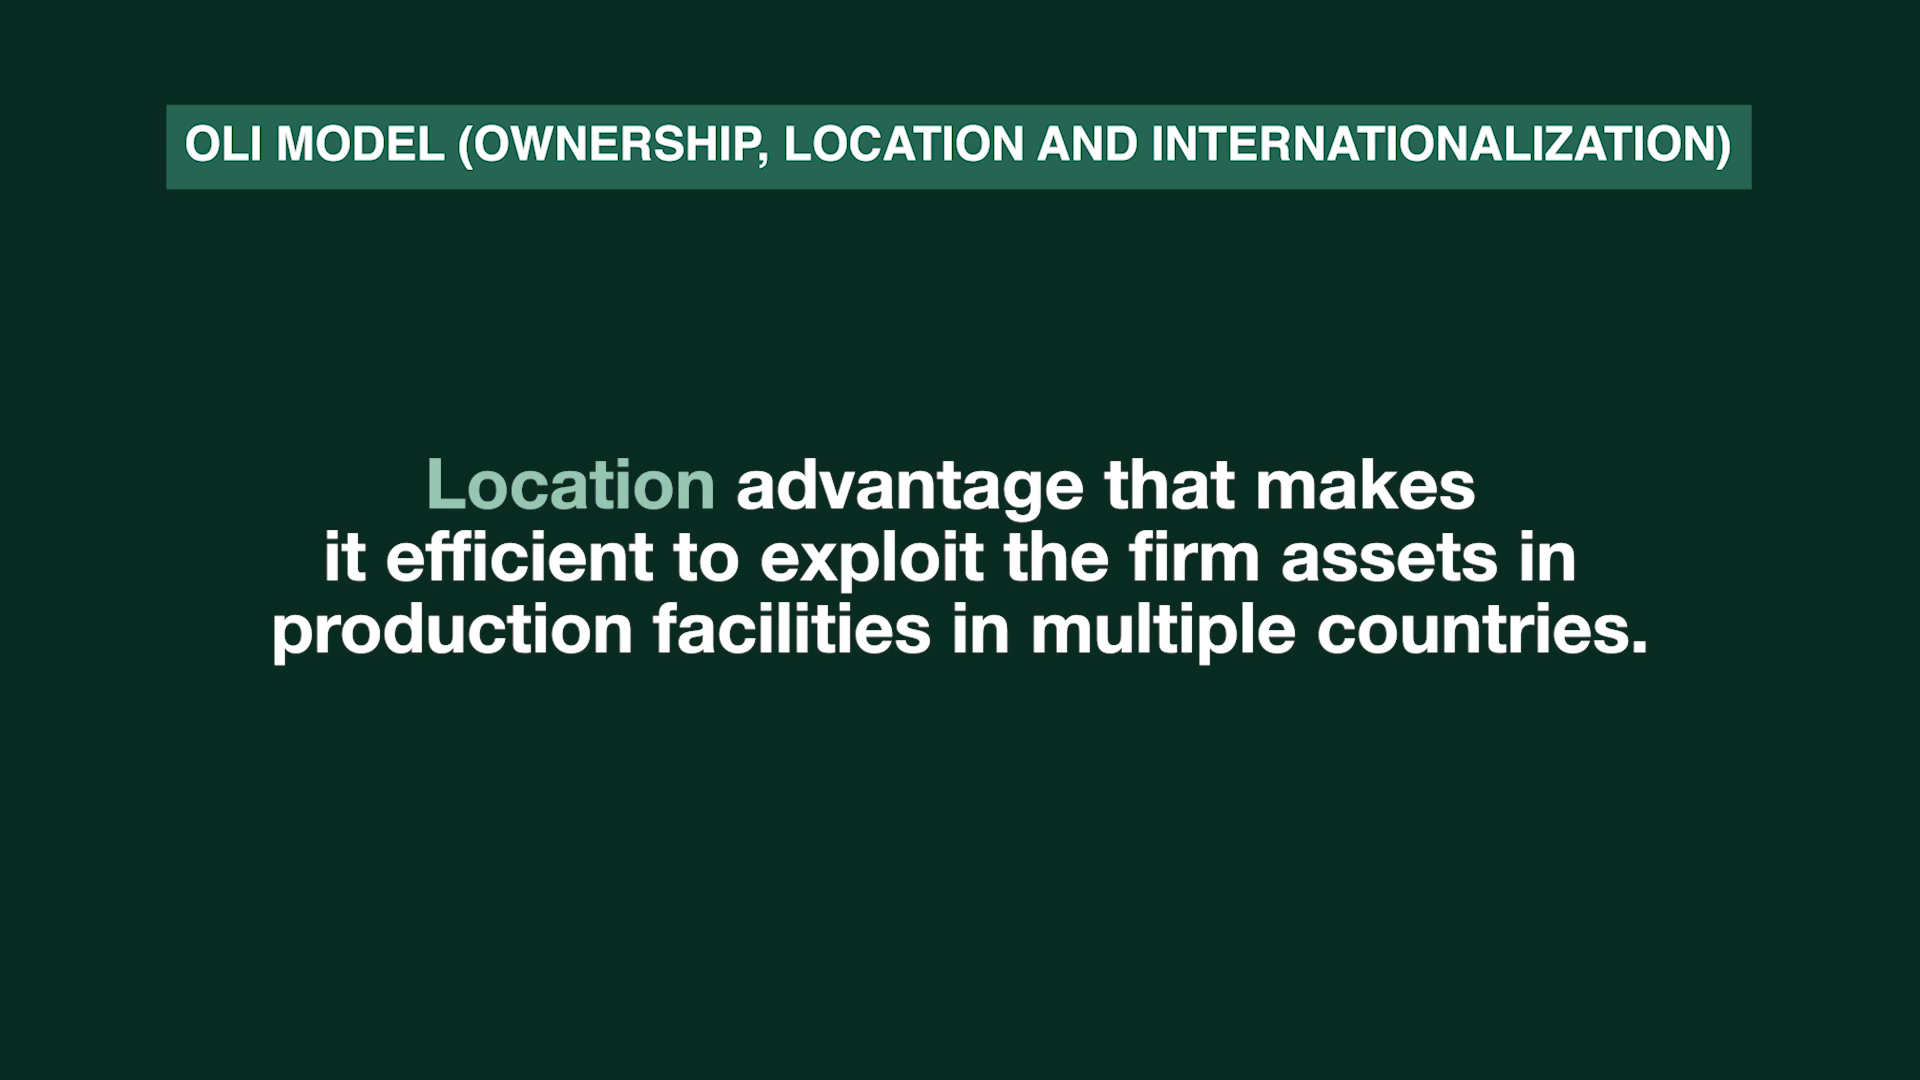 OLI MODEL (OWNERSHIP, LOCATION AND INTERNATIONALIZATION)
Location advantage that makes
it efficient to exploit the firm assets in
production facilities in multiple countries.